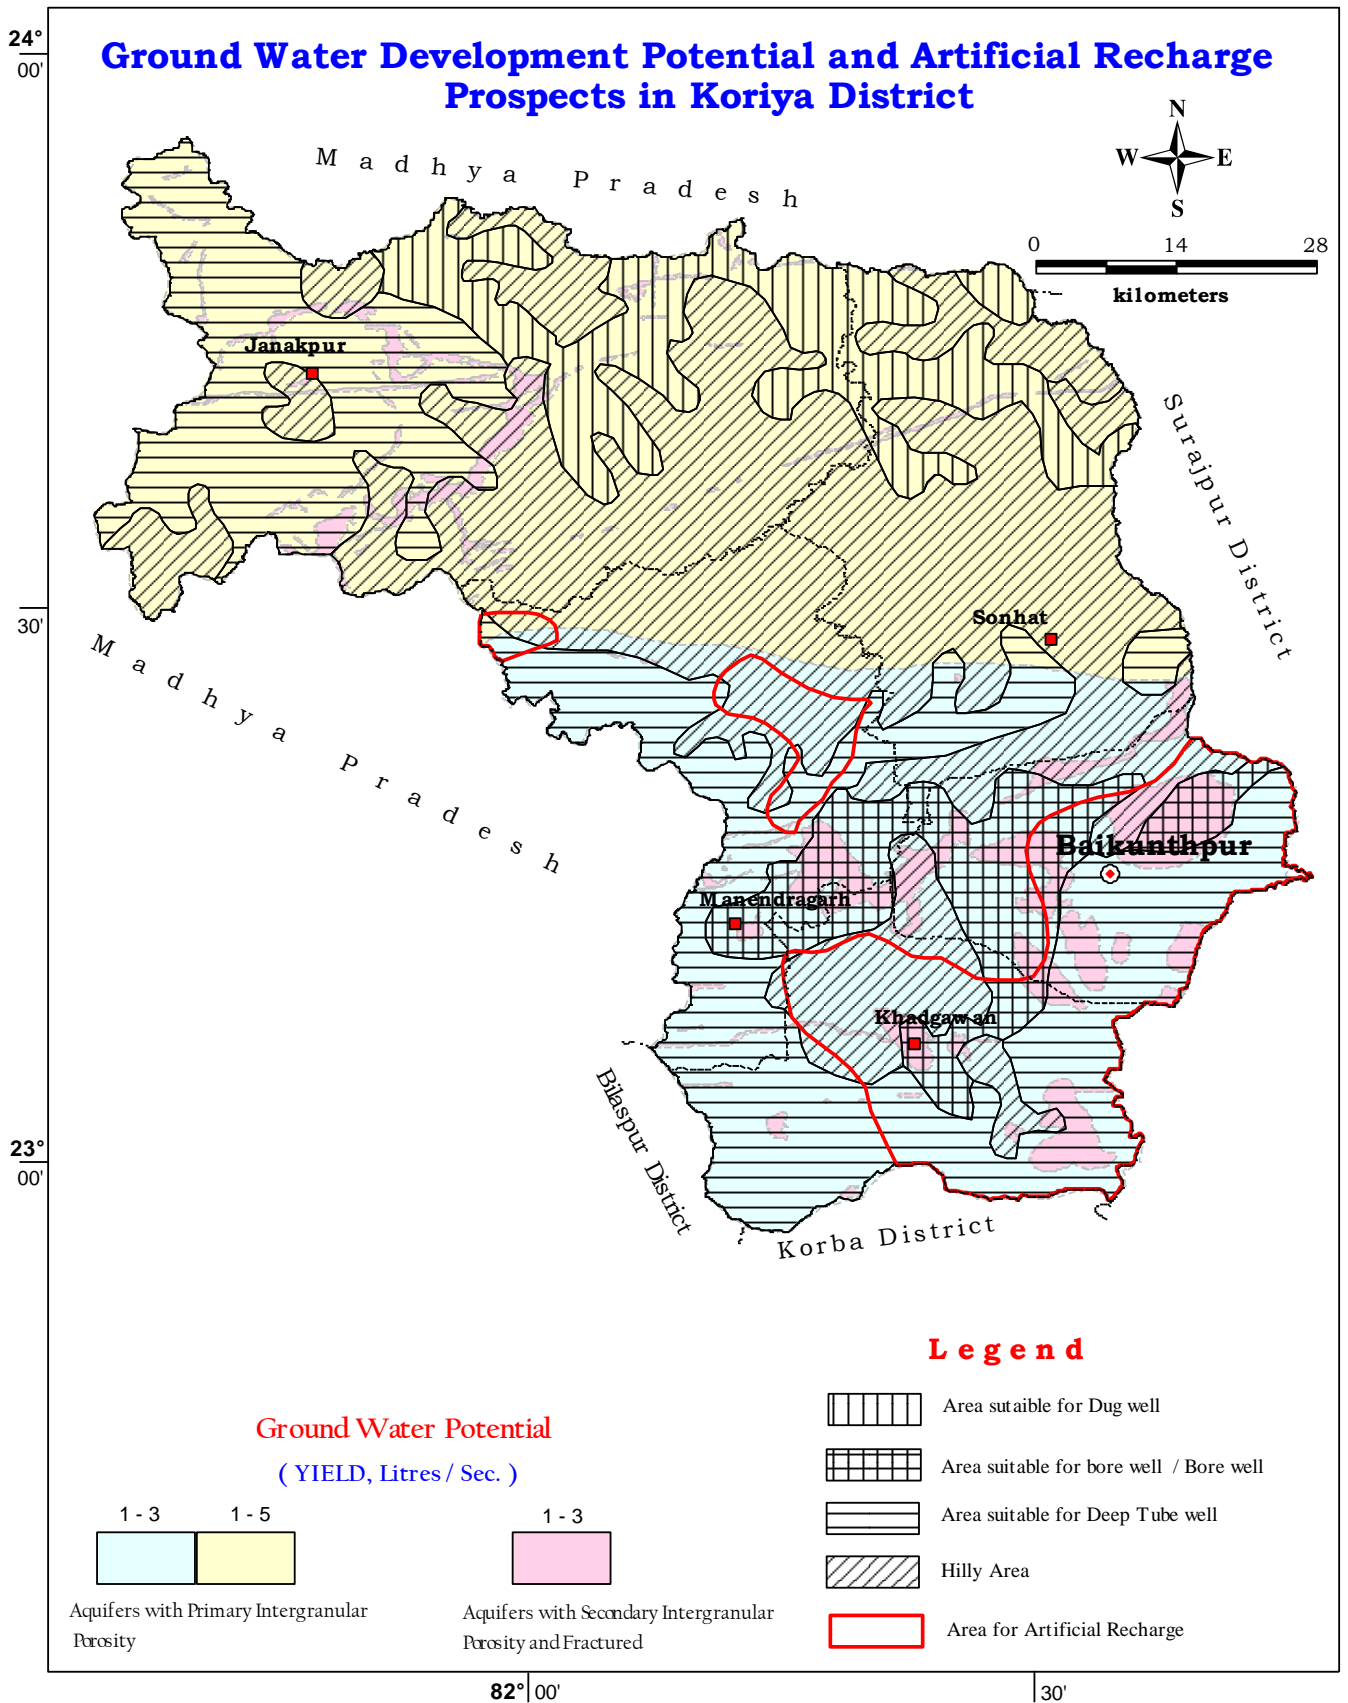 24°
00'
Ground Water Development Potential and Artificial Recharge
Prospects in Koriya District
N
W E
S
Madhya Pradesh
0 14 28
kilometers
Janakpur
Surajpur District
30'
Sonhat
Madhya Pradesh
Baikunthpur
Manendragarh
Khadgawan
Bilaspur District
23°
00'
Korba District
Legend
Area sutaible for Dug well
Area suitable for bore well / Bore well
Area suitable for Deep Tube well
Hilly Area
Area for Artificial Recharge
Ground Water Potential
( YIELD, Litres / Sec. )
1 - 3 1 - 5 1 - 3
Aquifers with Primary Intergranular
Porosity
Aquifers with Secondary Intergranular
Porosity and Fractured
82° 00' 30'